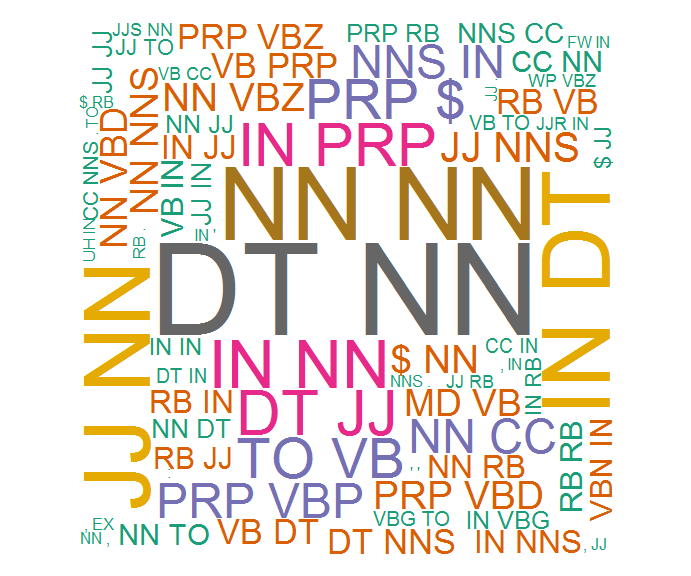 JJS NN
PRP VBZ
PRP RB
NNS CC
FW IN
JJ JJ
JJ TO
VB CC
VB PRP
NNS IN
CC NN
WP VBZ
$ RB
NN NNS
NN VBZ
PRP $
RB VB
. TO
NN VBD
NN JJ
VB TO
JJR IN
IN JJ
IN PRP
JJ NNS
$ JJ
CC NNS
VB IN
JJ IN
NN NN
IN DT
UH IN
RB .
IN '
DT NN
JJ NN
IN IN
IN NN
$ NN
CC IN
, IN
DT IN
NNS .
JJ RB
IN RB
RB IN
DT JJ
MD VB
NN DT
NN CC
RB JJ
TO VB
' '
NN RB
RB RB
VBN IN
PRP VBP
PRP VBD
, EX
NN ,
NN TO
VB DT
VBG TO
IN VBG
DT NNS
IN NNS
, JJ